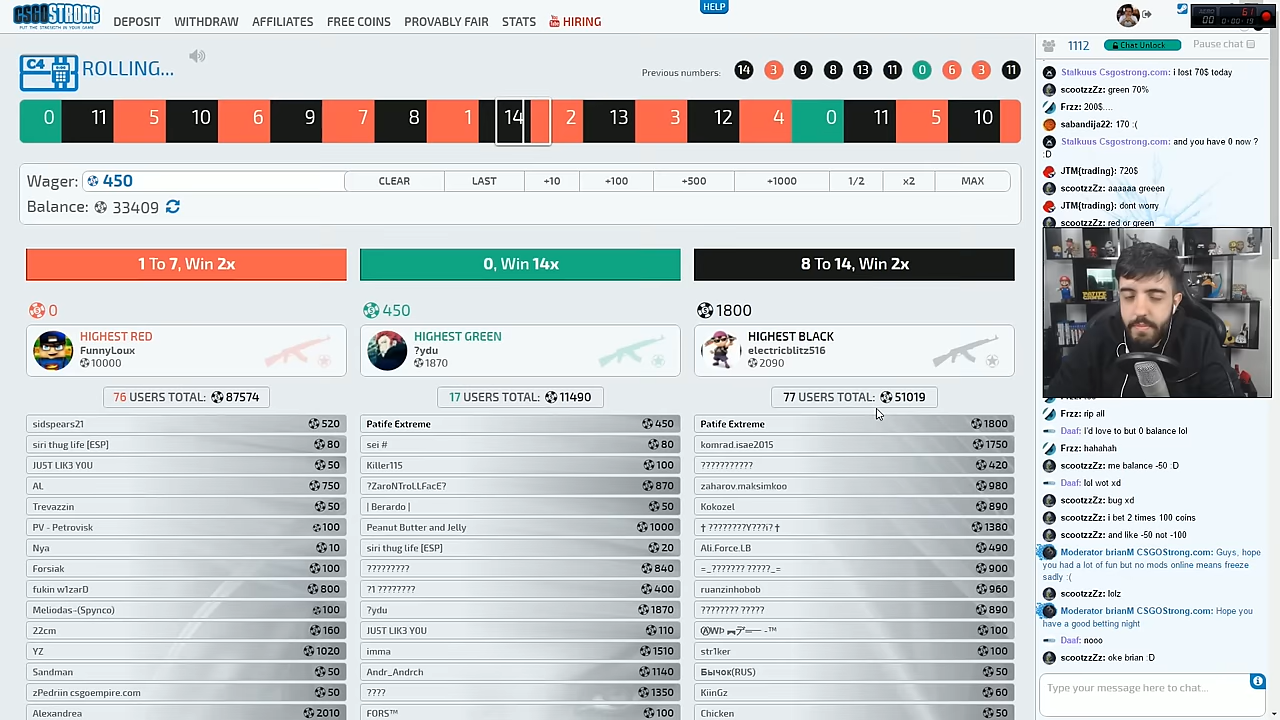 CSGOSTRONG
DEPOSIT WITHDRAW AFFILIATES FREE COINS PROVABLY FAIR HIRING
HELP
1112 Chat Unlock Pause chat
C4 ROLLING...
Previous numbers: 14 3 9 8 13 11 0 6 3 11
0 11 5 10 6 9 7 8 1 14 2 13 3 12 4 0 11 5 10
Wager: 450 CLEAR LAST +10 +100 +500 +1000 1/2 x2 MAX
Balance: 33409
1 To 7, Win 2x
0, Win 14x
8 To 14, Win 2x
0
450
1800
HIGHEST RED
FunnyLoux
10000
HIGHEST GREEN
?ydu
1870
HIGHEST BLACK
electricblitz516
2090
76 USERS TOTAL: 87574
17 USERS TOTAL: 11490
77 USERS TOTAL: 51019
sidspears21 520
siri thug life [ESP] 80
JUST LIK3 Y0U 50
AL 750
Trevazzin 50
PV - Petrovisk 100
Nya 10
Forsiak 100
fukin w1zarD 800
Meliodas-(Spynco) 100
22cm 160
YZ 1020
Sandman 50
zPedriin csgoempire.com 50
Alexandrea 2010
Patife Extreme 450
sei # 80
Killer115 100
?ZaroNTroLLFacE? 870
| Berardo | 50
Peanut Butter and Jelly 1000
siri thug life [ESP] 20
???????? 840
?1 ???????? 400
?ydu 1870
JUST LIK3 Y0U 110
1510
Andr_Andrch 1140
???? 1350
FORS™ 100
Patife Extreme 1800
komrad.isae2015 1750
??????????? 420
zaharov.maksimkoo 980
Kokozel 890
† ????????Y???i? † 1380
Ali.Force.LB 490
=_?????? ?????_= 900
ruanzinhobob 960
???????? ????? 890
100
str1ker 100
Бычок(RUS) 50
KiinGz 60
Chicken 50
Stalkuus Csgostrong.com: i lost 70$ today
scootzzZz: green 70%
Frzz: 200$....
sabandija22: 170 :(
Stalkuus Csgostrong.com: and you have 0 now ?
:D
JTM(trading): 720$
scootzzZz: aaaaaa greeen
JTM(trading): dont worry
scootzzZz: red or green
Frzz: rip all
Daaf: I'd love to but 0 balance lol
Frzz: hahahah
scootzzZz: me balance -50 :D
Daaf: lol wot xd
scootzzZz: bug xd
scootzzZz: i bet 2 times 100 coins
scootzzZz: and like -50 not -100
Moderator brianM CSGOStrong.com: Guys, hope
you had a lot of fun but no mods online means freeze
sadly :(
scootzzZz: lolz
Moderator brianM CSGOStrong.com: Hope you
have a good betting night
Daaf: nooo
scootzzZz: oke brian :D
Type your message here to chat...